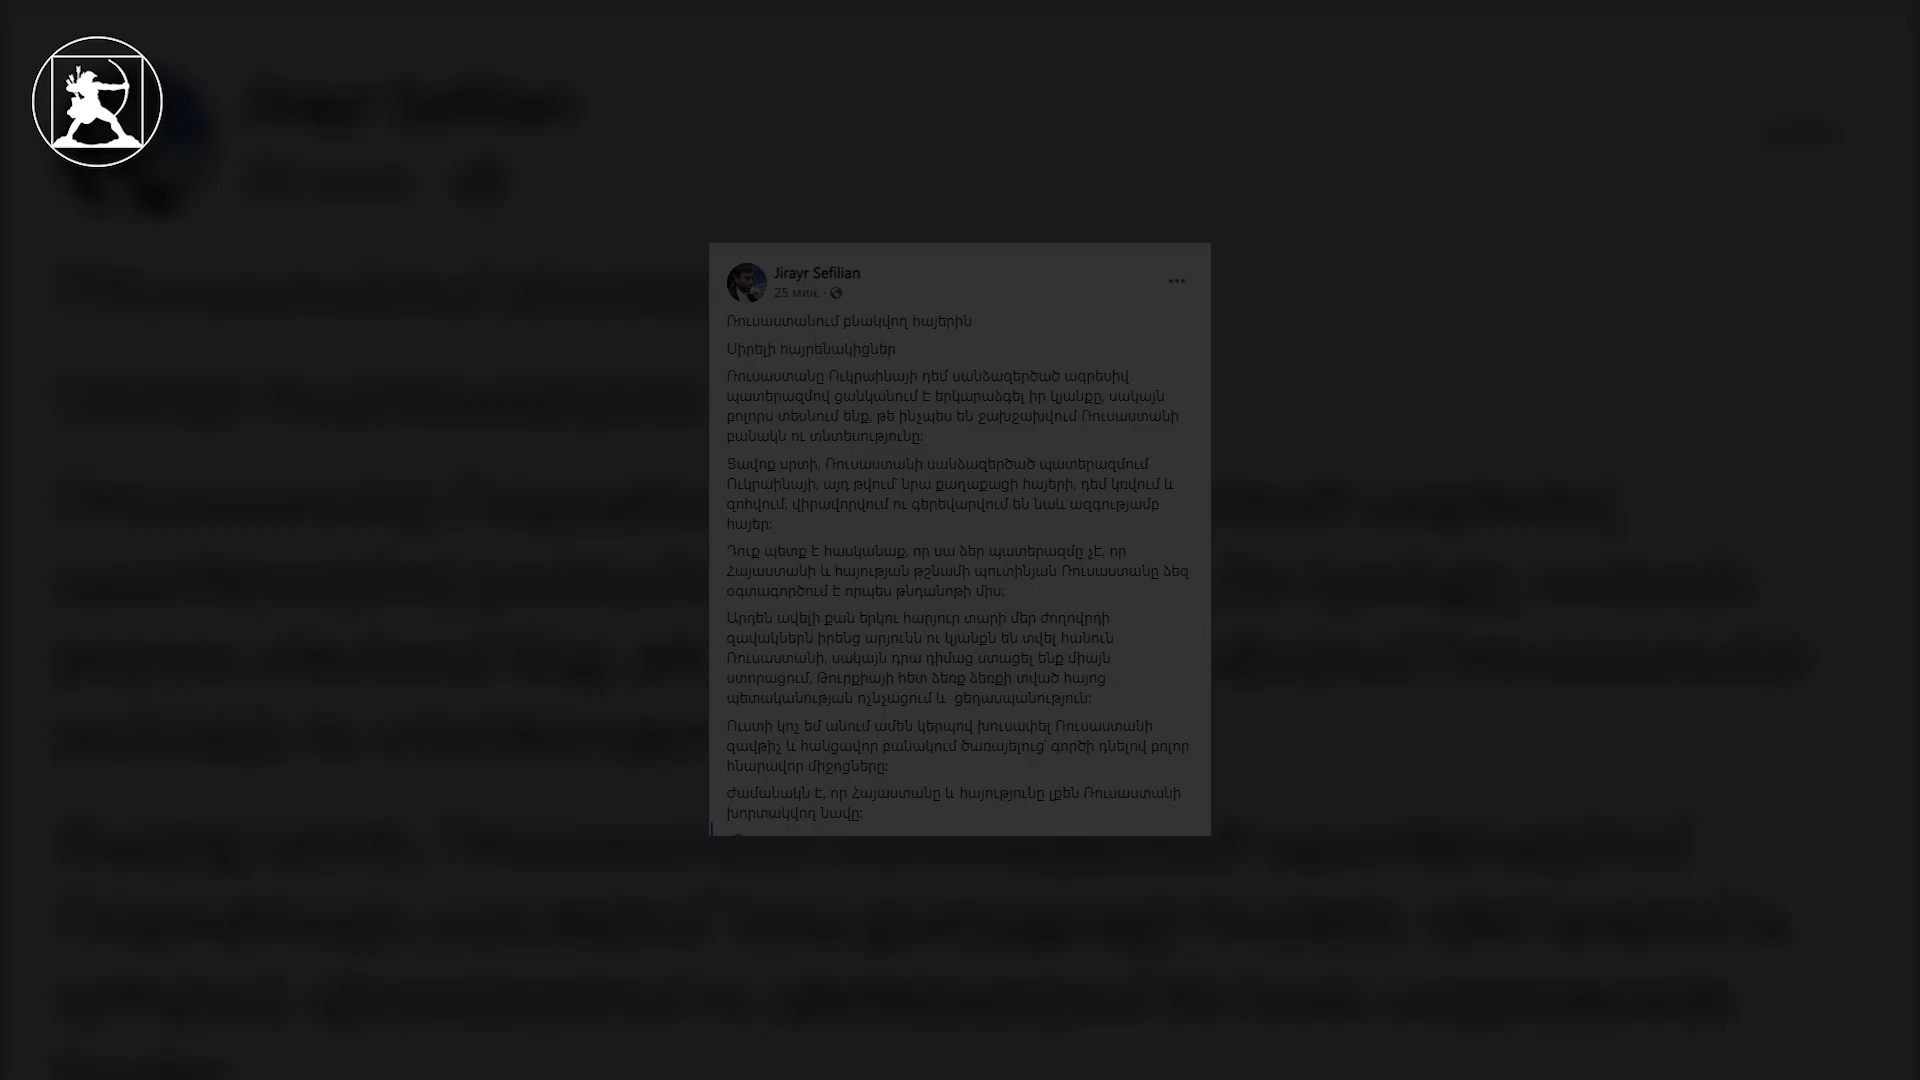 Jirayr Sefilian
25 мин. ·
Ռուսաստանում բնակվող հայերին
Սիրելի հայրենակիցներ
Ռուսաստանը Ուկրաինայի դեմ սանձազերծած ագրեսիվ
պատերազմով ցանկանում է երկարաձգել իր կյանքը, սակայն
բոլորս տեսնում ենք, թե ինչպես են ջախջախվում Ռուսաստանի
բանակն ու տնտեսությունը:
Ցավոք սրտի, Ռուսաստանի սանձազերծած պատերազմում
Ուկրաինայի, այդ թվում՝ նրա քաղաքացի հայերի, դեմ կռվում և
զոհվում, վիրավորվում ու գերեվարվում են նաև ազգությամբ
հայեր:
Դուք պետք է հասկանաք, որ սա ձեր պատերազմը չէ, որ
Հայաստանի և հայության թշնամի պուտինյան Ռուսաստանը ձեզ
օգտագործում է որպես թնդանոթի միս:
Արդեն ավելի քան երկու հարյուր տարի մեր ժողովրդի
զավակներն իրենց արյունն ու կյանքն են տվել հանուն
Ռուսաստանի, սակայն դրա դիմաց ստացել ենք միայն
ստորացում, Թուրքիայի հետ ձեռք ձեռքի տված հայոց
պետականության ոչնչացում և ցեղասպանություն:
Ուստի կոչ եմ անում ամեն կերպով խուսափել Ռուսաստանի
զավթիչ և հանցավոր բանակում ծառայելուց՝ գործի դնելով բոլոր
հնարավոր միջոցները:
Ժամանակն է, որ Հայաստանը և հայությունը լքեն Ռուսաստանի
խորտակվող նավը: